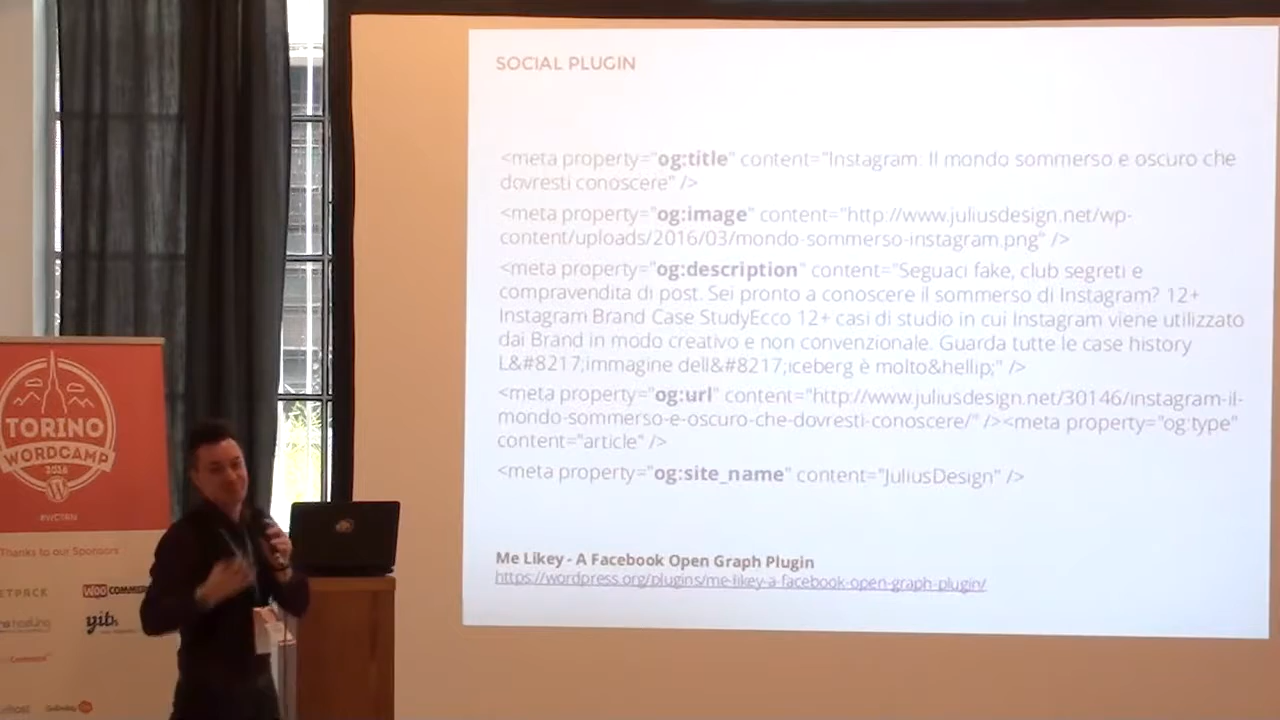 SOCIAL PLUGIN
<meta property="og:title" content="Instagram: Il mondo sommerso e oscuro che
dovresti conoscere" />
<meta property="og:image" content="http://www.juliusdesign.net/wp-
content/uploads/2016/03/mondo-sommerso-instagram.png" />
<meta property="og:description" content="Seguaci fake, club segreti e
compravendita di post. Sei pronto a conoscere il sommerso di Instagram? 12+
Instagram Brand Case StudyEcco 12+ casi di studio in cui Instagram viene utilizzato
dai Brand in modo creativo e non convenzionale. Guarda tutte le case history
L&#8217;immagine dell&#8217;iceberg è molto&hellip;" />
<meta property="og:url" content="http://www.juliusdesign.net/30146/instagram-il-
mondo-sommerso-e-oscuro-che-dovresti-conoscere/" /><meta property="og:type"
content="article" />
<meta property="og:site_name" content="JuliusDesign" />
Me Likey - A Facebook Open Graph Plugin
https://wordpress.org/plugins/me-likey-a-facebook-open-graph-plugin/
TORINO
WORDCAMP
2016
#WCTRN
Thanks to our Sponsors
ETPACK
WOO COMMER
hosting
yib